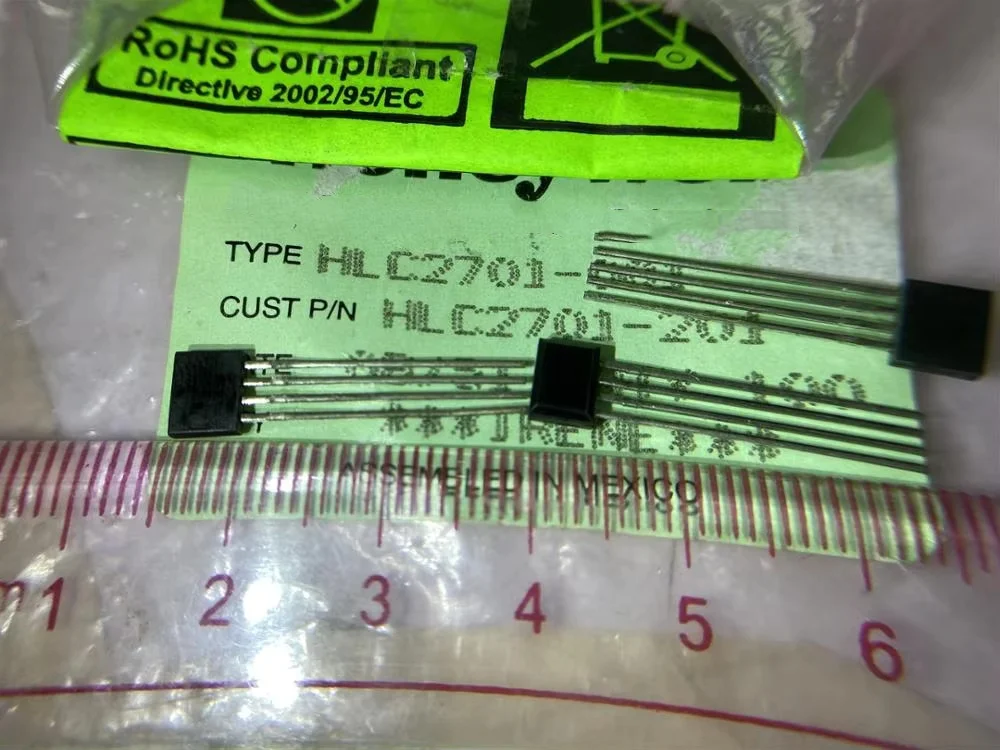 RoHS Compliant
Directive 2002/95/EC
TYPE HLC2701-
CUST P/N HLC2701-201
***IRENE***
ASSEMBLED IN MEXICO
1 2 3 4 5 6